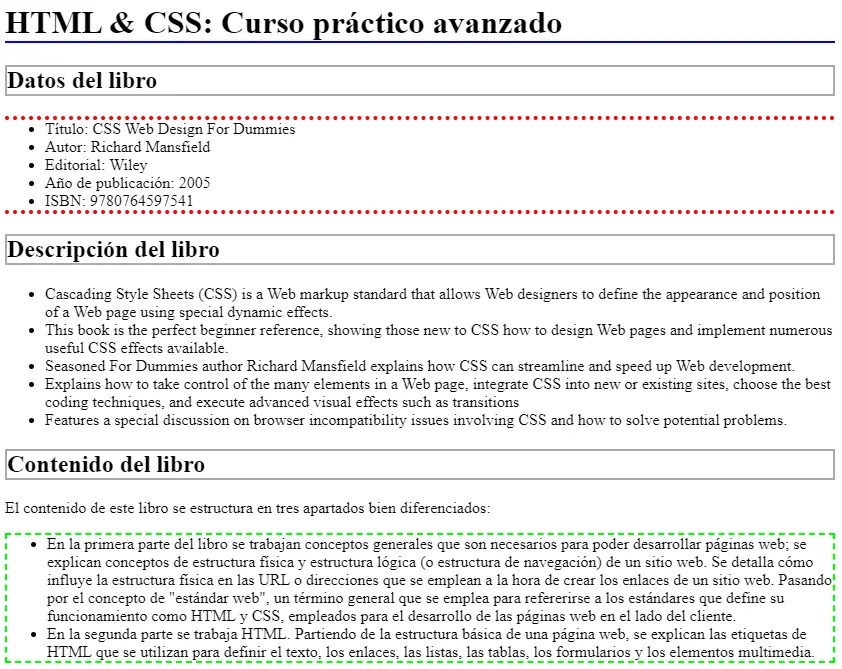 HTML & CSS: Curso práctico avanzado
Datos del libro
• Título: CSS Web Design For Dummies
• Autor: Richard Mansfield
• Editorial: Wiley
• Año de publicación: 2005
• ISBN: 9780764597541
Descripción del libro
• Cascading Style Sheets (CSS) is a Web markup standard that allows Web designers to define the appearance and position
of a Web page using special dynamic effects.
• This book is the perfect beginner reference, showing those new to CSS how to design Web pages and implement numerous
useful CSS effects available.
• Seasoned For Dummies author Richard Mansfield explains how CSS can streamline and speed up Web development.
• Explains how to take control of the many elements in a Web page, integrate CSS into new or existing sites, choose the best
coding techniques, and execute advanced visual effects such as transitions
• Features a special discussion on browser incompatibility issues involving CSS and how to solve potential problems.
Contenido del libro
El contenido de este libro se estructura en tres apartados bien diferenciados:
• En la primera parte del libro se trabajan conceptos generales que son necesarios para poder desarrollar páginas web; se
explican conceptos de estructura física y estructura lógica (o estructura de navegación) de un sitio web. Se detalla cómo
influye la estructura física en las URL o direcciones que se emplean a la hora de crear los enlaces de un sitio web. Pasando
por el concepto de "estándar web", un término general que se emplea para refererirse a los estándares que define su
funcionamiento como HTML y CSS, empleados para el desarrollo de las páginas web en el lado del cliente.
• En la segunda parte se trabaja HTML. Partiendo de la estructura básica de una página web, se explican las etiquetas de
HTML que se utilizan para definir el texto, los enlaces, las listas, las tablas, los formularios y los elementos multimedia.